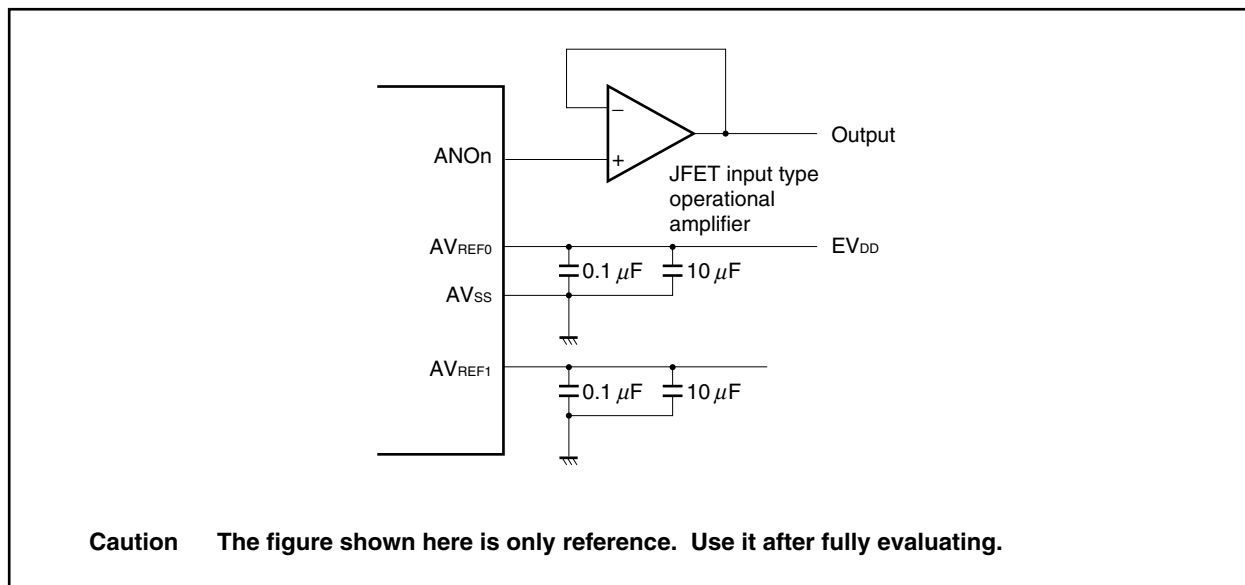 −
Output
ANOn
+
JFET input type
operational
amplifier
AVREF0
EVDD
0.1 μF
10 μF
AVSS
AVREF1
0.1 μF
10 μF
Caution The figure shown here is only reference. Use it after fully evaluating.